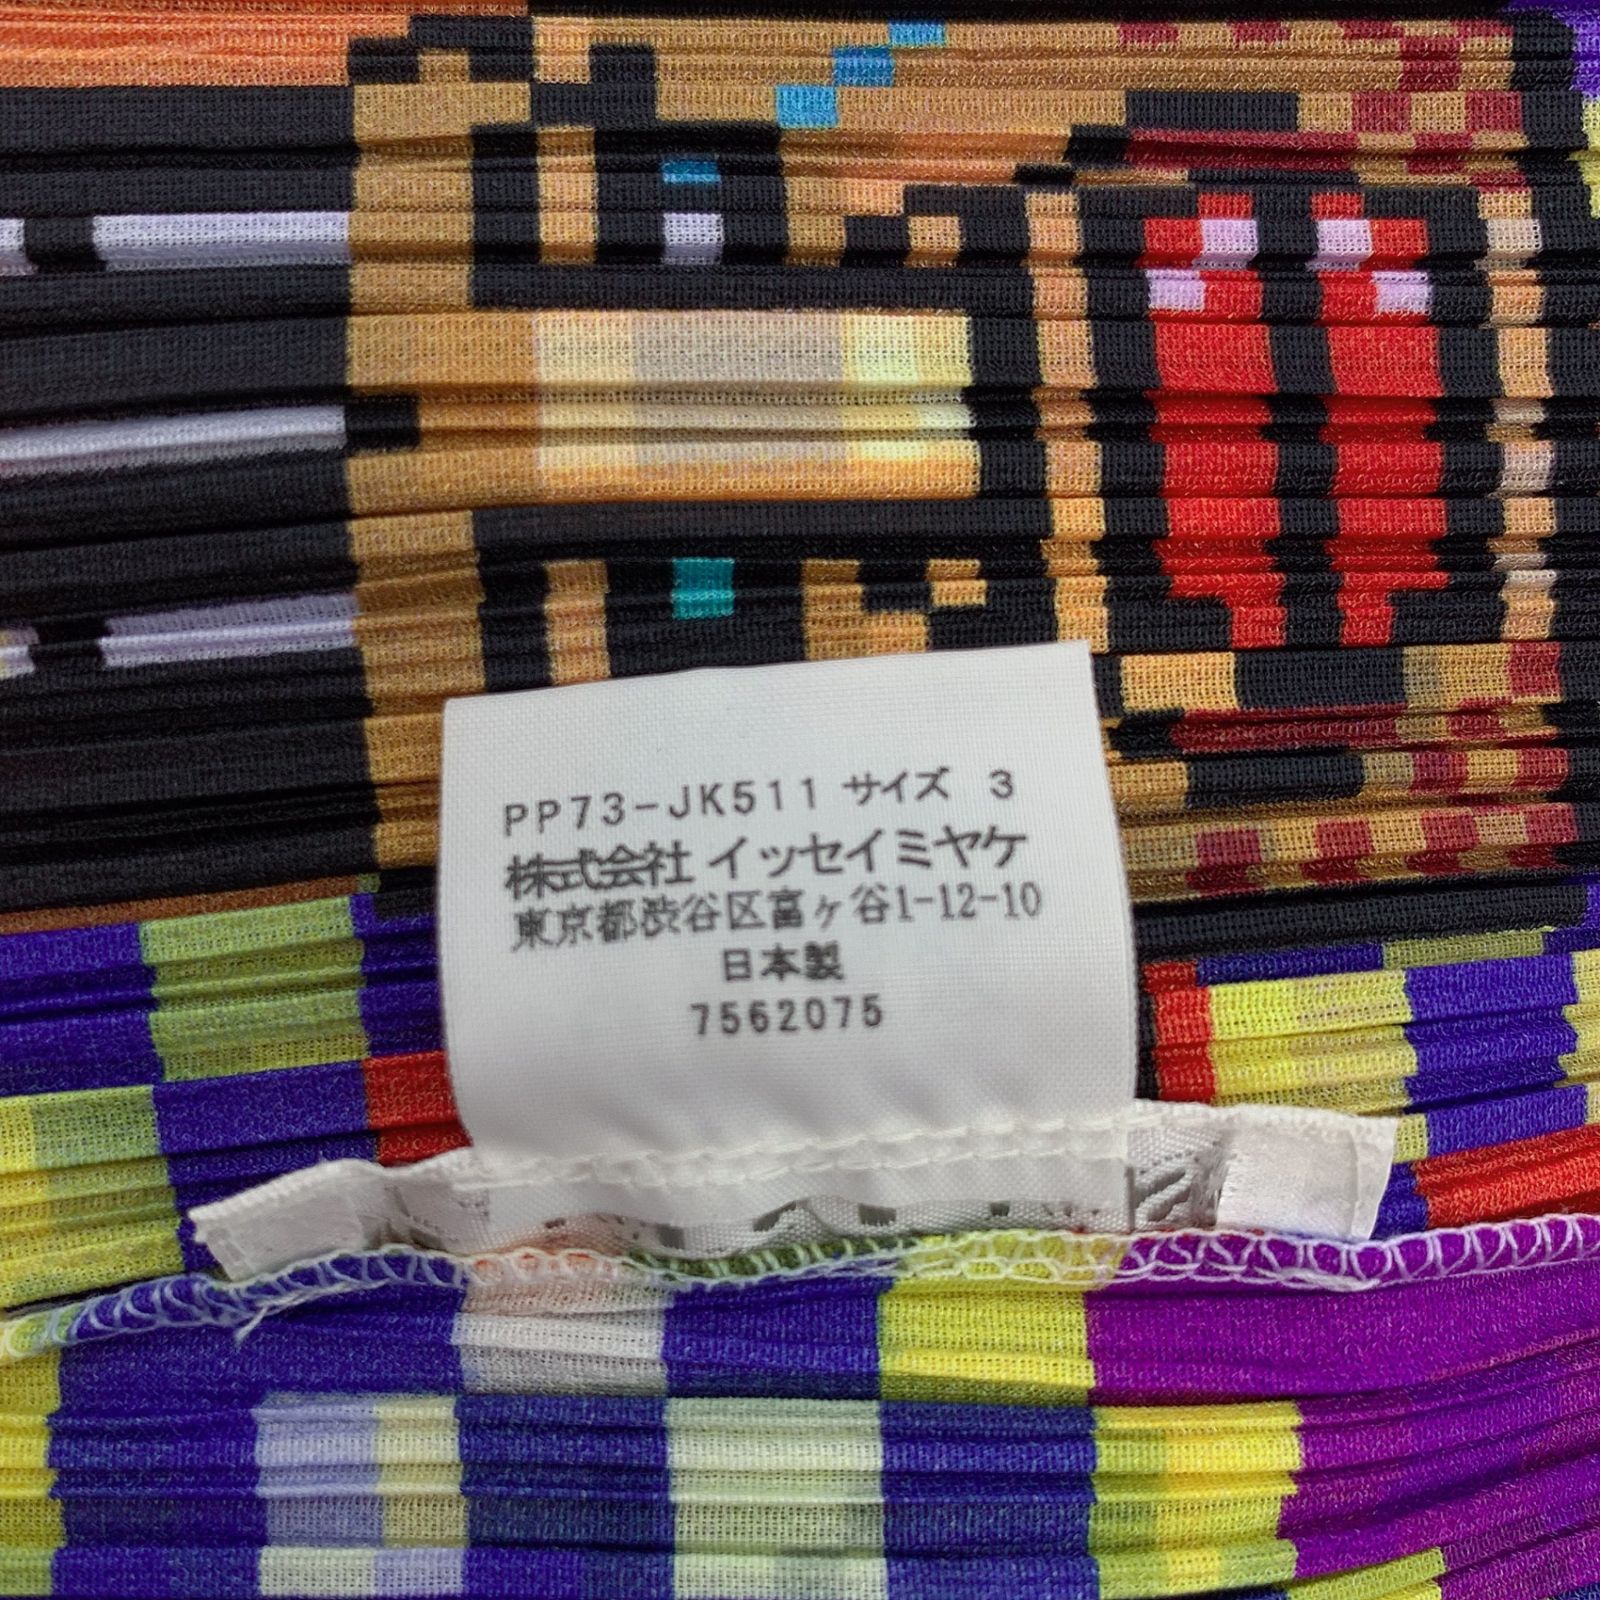 PP73-JK511 サイズ 3
株式会社 イッセイミヤケ
東京都渋谷区富ヶ谷1-12-10
日本製
7562075